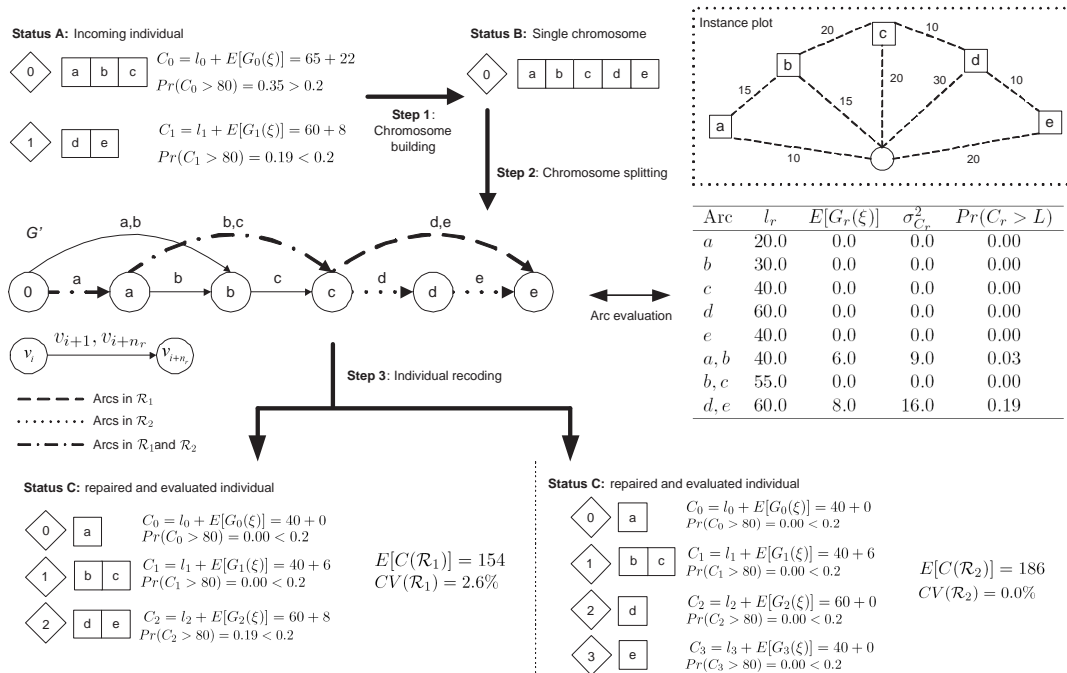 Status A: Incoming individual
0
a b c
C_0 = l_0 + E[G_0(ξ)] = 65 + 22
Pr(C_0 > 80) = 0.35 > 0.2
1
d e
C_1 = l_1 + E[G_1(ξ)] = 60 + 8
Pr(C_1 > 80) = 0.19 < 0.2
Step 1:
Chromosome
building
Status B: Single chromosome
0
a b c d e
Step 2: Chromosome splitting
Instance plot
20
c
10
b
d
15
15
20
30
10
a
e
10
20
G'
a,b
b,c
d,e
0
a
a
b
b
c
c
d
d
e
e
Arc evaluation
v_i
v_{i+1}, v_{i+n_r}
v_{i+n_r}
Arcs in R_1
Arcs in R_2
Arcs in R_1 and R_2
Arc l_r E[G_r(ξ)] σ²_{C_r} Pr(C_r > L)
a 20.0 0.0 0.0 0.00
b 30.0 0.0 0.0 0.00
c 40.0 0.0 0.0 0.00
d 60.0 0.0 0.0 0.00
e 40.0 0.0 0.0 0.00
a, b 40.0 6.0 9.0 0.03
b, c 55.0 0.0 0.0 0.00
d, e 60.0 8.0 16.0 0.19
Step 3: Individual recoding
Status C: repaired and evaluated individual
0
a
C_0 = l_0 + E[G_0(ξ)] = 40 + 0
Pr(C_0 > 80) = 0.00 < 0.2
1
b c
C_1 = l_1 + E[G_1(ξ)] = 40 + 6
Pr(C_1 > 80) = 0.00 < 0.2
2
d e
C_2 = l_2 + E[G_2(ξ)] = 60 + 8
Pr(C_2 > 80) = 0.19 < 0.2
E[C(R_1)] = 154
CV(R_1) = 2.6%
Status C: repaired and evaluated individual
0
a
C_0 = l_0 + E[G_0(ξ)] = 40 + 0
Pr(C_0 > 80) = 0.00 < 0.2
1
b c
C_1 = l_1 + E[G_1(ξ)] = 40 + 6
Pr(C_1 > 80) = 0.00 < 0.2
2
d
C_2 = l_2 + E[G_2(ξ)] = 60 + 0
Pr(C_2 > 80) = 0.00 < 0.2
3
e
C_3 = l_3 + E[G_3(ξ)] = 40 + 0
Pr(C_3 > 80) = 0.00 < 0.2
E[C(R_2)] = 186
CV(R_2) = 0.0%